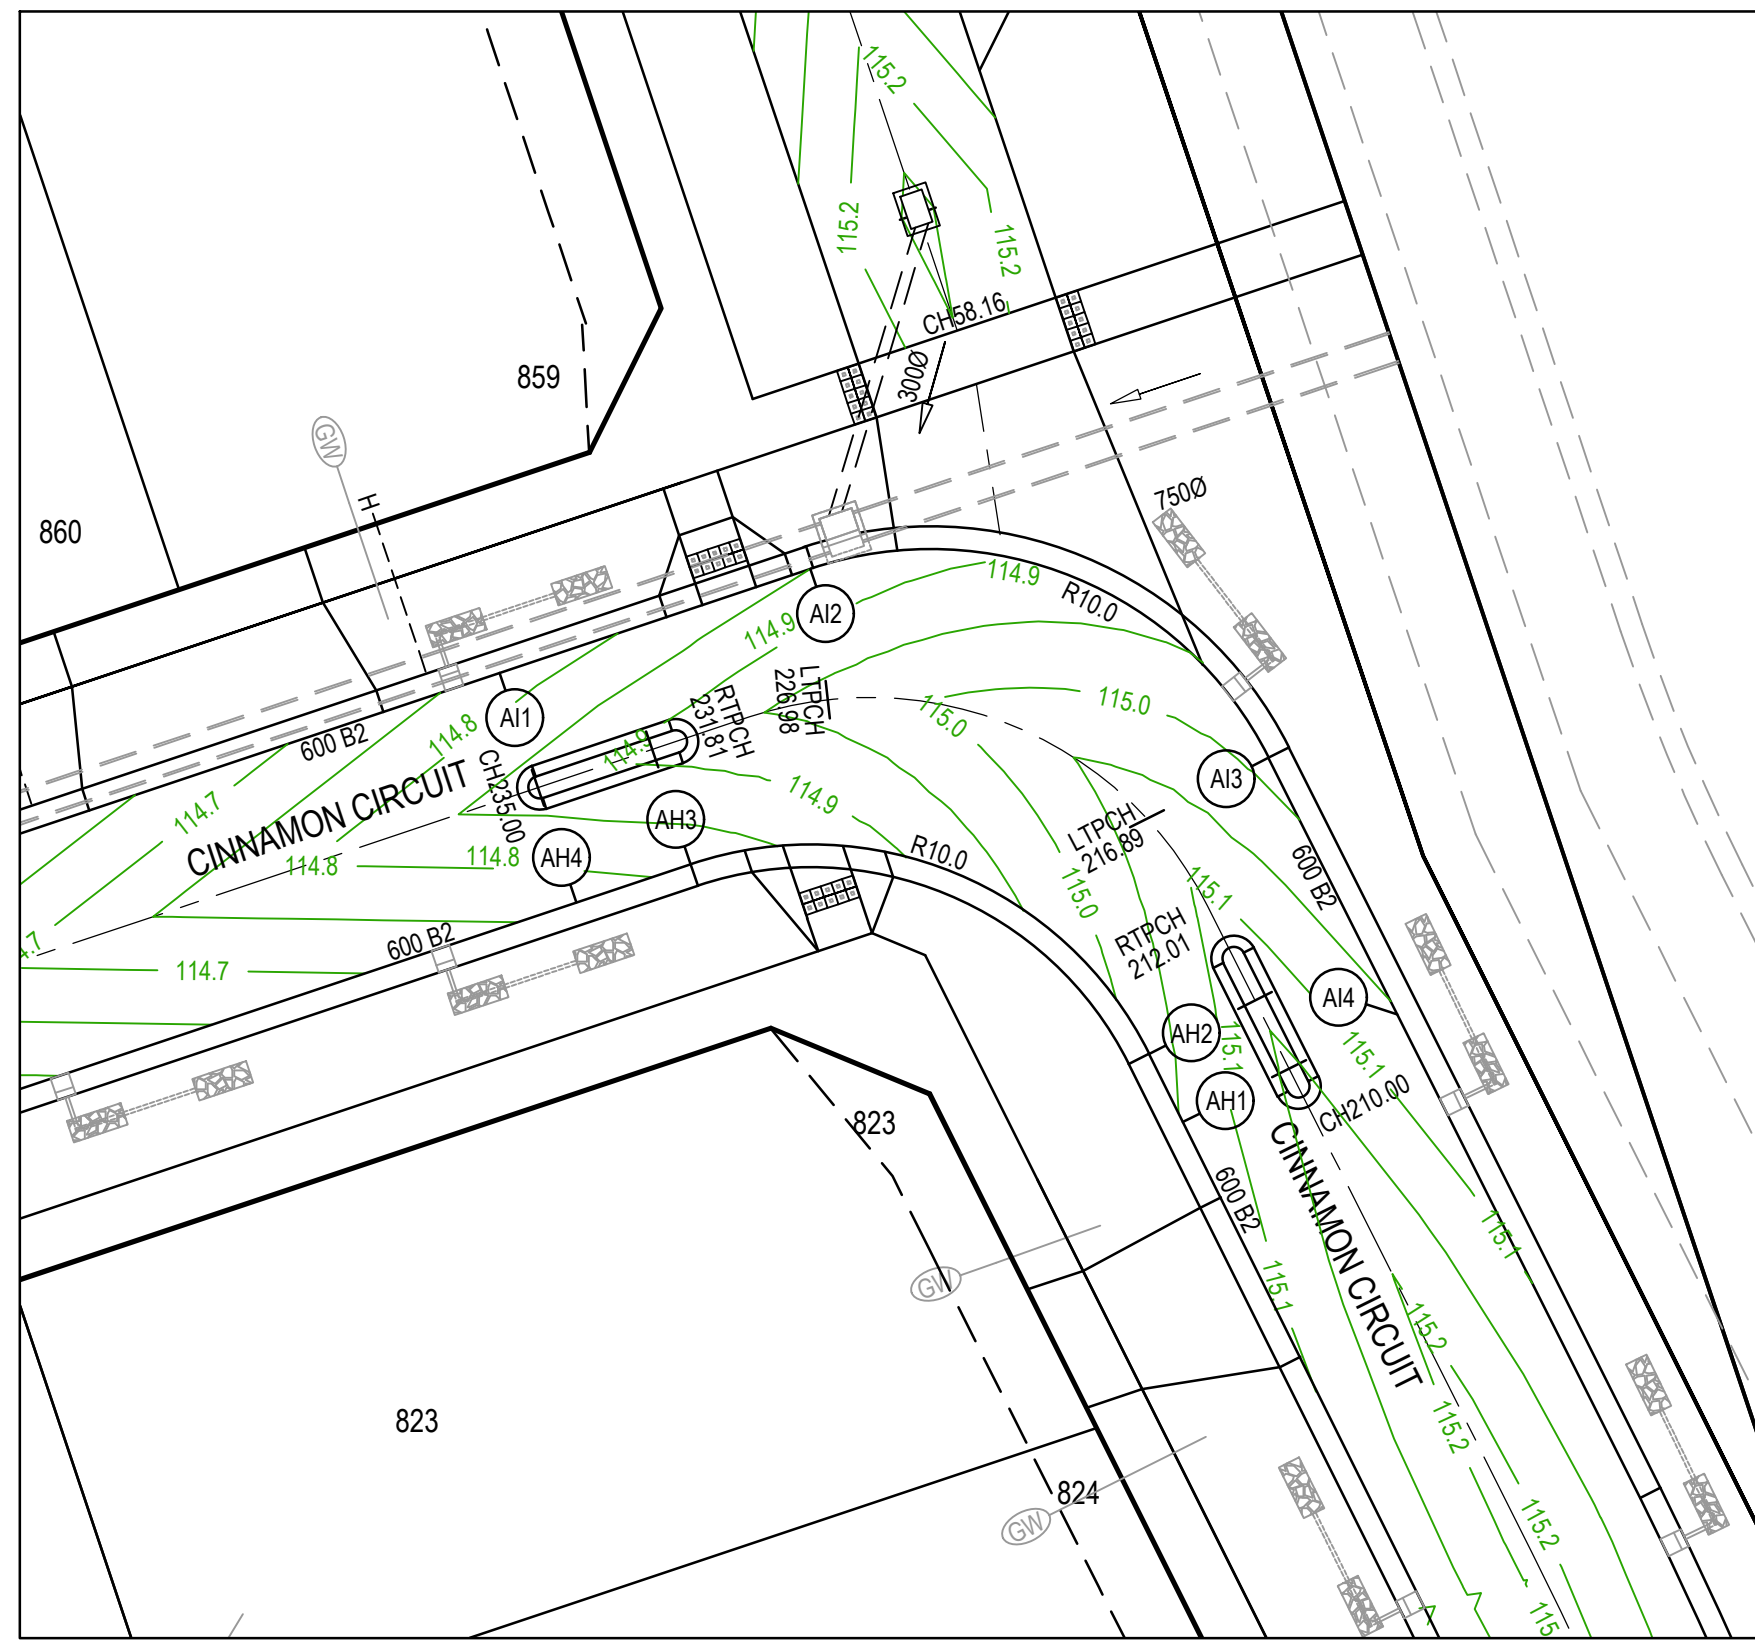 115.2
115.2
115.2
CH58.16
300Ø
859
GW
H
860
750Ø
114.9
R10.0
AI2
114.9
LTPCH
226.98
RTPCH
231.81
AI1
600 B2
114.8
114.9
115.0
115.0
CH235.00
114.7
CINNAMON CIRCUIT
AH3
114.9
AI3
LTPCH
216.89
R10.0
AH4
114.8
114.8
600 B2
115.0
115.1
600 B2
RTPCH
212.01
114.7
AI4
AH2
115.1
115.1
AH1
CH210.00
823
CINNAMON CIRCUIT
600 B2
115.1
115.1
GW
115.2
823
115.2
824
GW
115.2
115